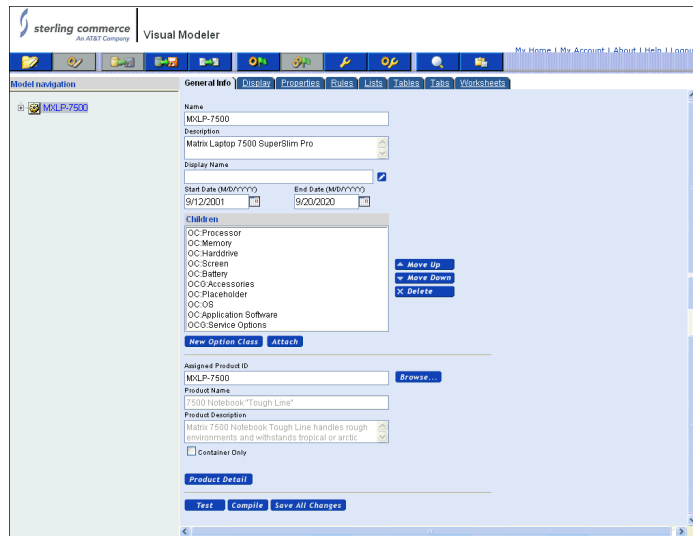 sterling commerce
An AT&T Company
Visual Modeler
My Home | My Account | About | Help | Logout
Model navigation
General Info Display Properties Rules Lists Tables Tabs Worksheets
MXLP-7500
Name
MXLP-7500
Description
Matrix Laptop 7500 SuperSlim Pro
Display Name
Start Date (M/D/YYYY) End Date (M/D/YYYY)
9/12/2001 9/20/2020
Children
OC:Processor
OC:Memory
OC:Harddrive
OC:Screen
OC:Battery
OCG:Accessories
OC:Placeholder
OC:OS
OC:Application Software
OCG:Service Options
Move Up
Move Down
X Delete
New Option Class Attach
Assigned Product ID
MXLP-7500 Browse...
Product Name
7500 Notebook "Tough Line"
Product Description
Matrix 7500 Notebook Tough Line handles rough
environments and withstands tropical or arctic
Container Only
Product Detail
Test Compile Save All Changes